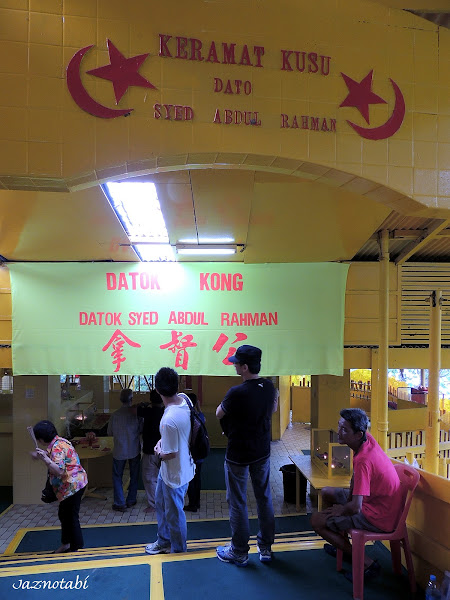 KERAMAT KUSU
DATO
SYED ABDUL RAHMAN
DATOK KONG
DATOK SYED ABDUL RAHMAN
拿督公
Jaznotabi